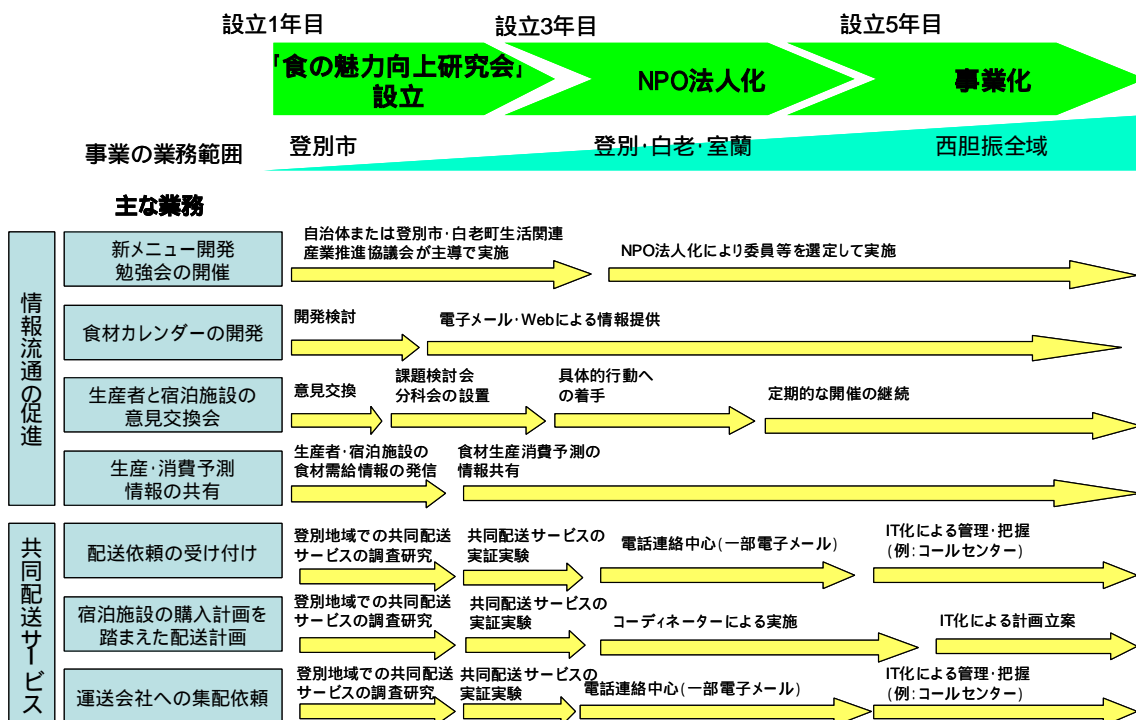 設立1年目
設立3年目
設立5年目
「食の魅力向上研究会」
設立
NPO法人化
事業化
事業の業務範囲
登別市
登別・白老・室蘭
西胆振全域
主な業務
情報流通の促進
新メニュー開発
勉強会の開催
自治体または登別市・白老町生活関連
産業推進協議会が主導で実施
NPO法人化により委員等を選定して実施
食材カレンダーの開発
開発検討
電子メール・Webによる情報提供
生産者と宿泊施設の
意見交換会
意見交換
課題検討会
分科会の設置
具体的行動へ
の着手
定期的な開催の継続
生産・消費予測
情報の共有
生産者・宿泊施設の
食材需給情報の発信
食材生産消費予測の
情報共有
共同配送サービス
配送依頼の受け付け
登別地域での共同配送
サービスの調査研究
共同配送サービスの
実証実験
電話連絡中心(一部電子メール)
IT化による管理・把握
(例:コールセンター)
宿泊施設の購入計画を
踏まえた配送計画
登別地域での共同配送
サービスの調査研究
共同配送サービスの
実証実験
コーディネーターによる実施
IT化による計画立案
運送会社への集配依頼
登別地域での共同配送
サービスの調査研究
共同配送サービスの
実証実験
電話連絡中心(一部電子メール)
IT化による管理・把握
(例:コールセンター)